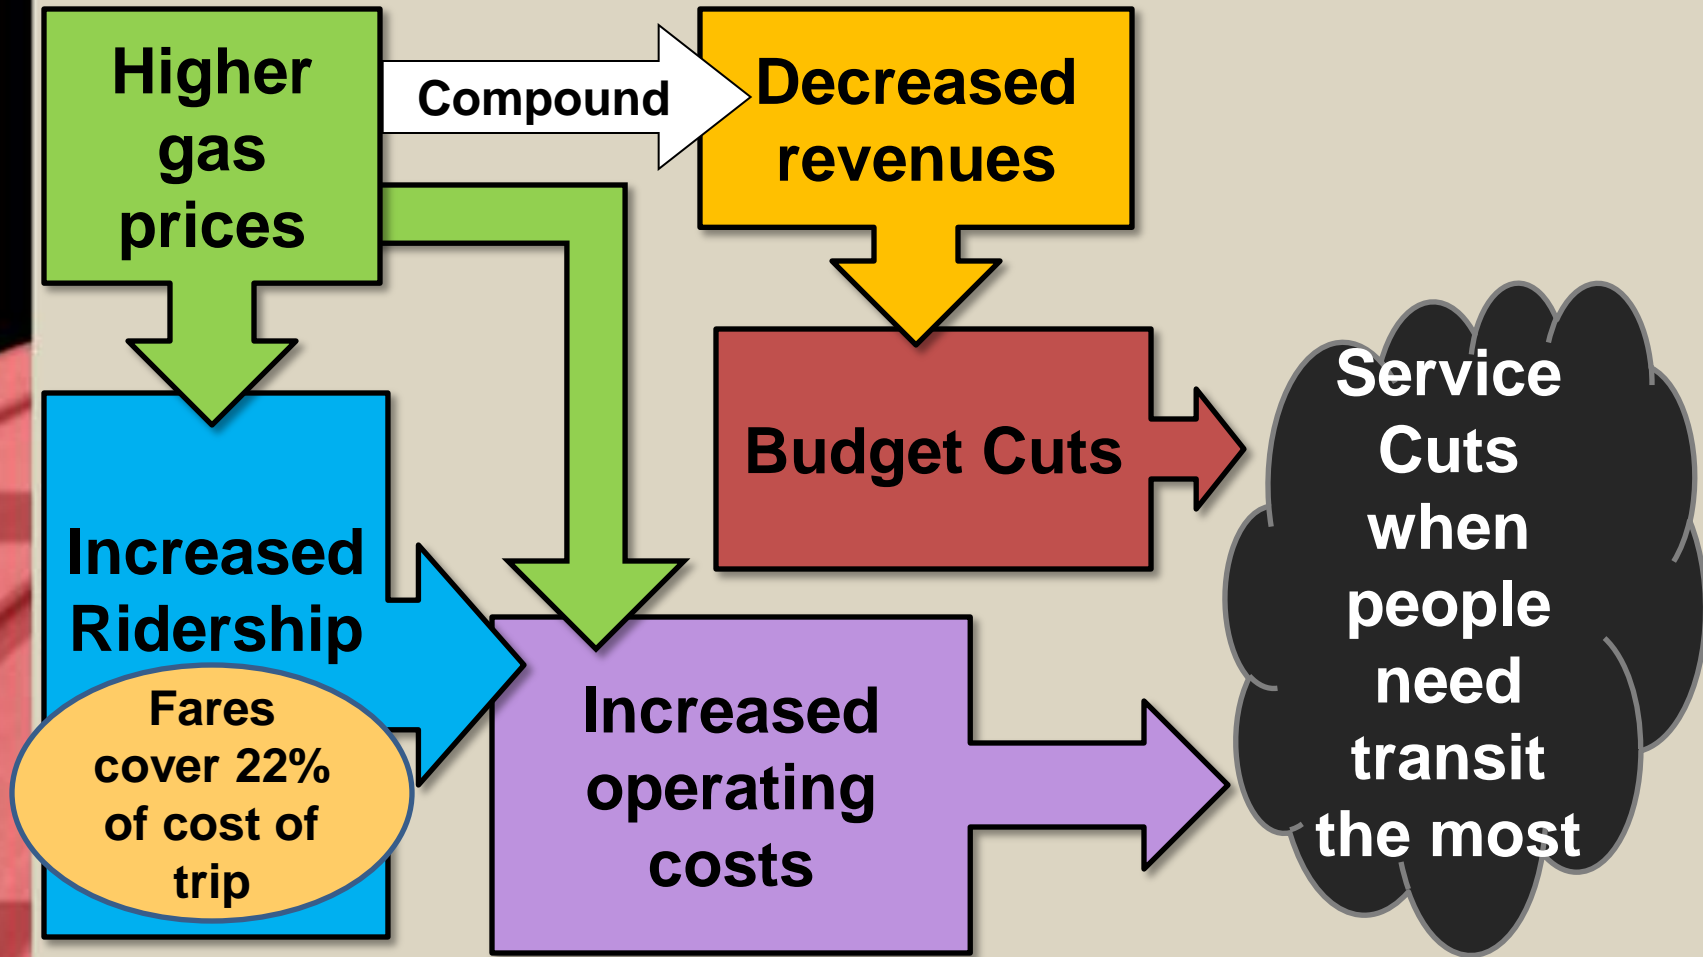 Higher
gas
prices
Compound
Decreased
revenues
Budget Cuts
Increased
Ridership
Fares
cover 22%
of cost of
trip
Increased
operating
costs
Service
Cuts
when
people
need
transit
the most